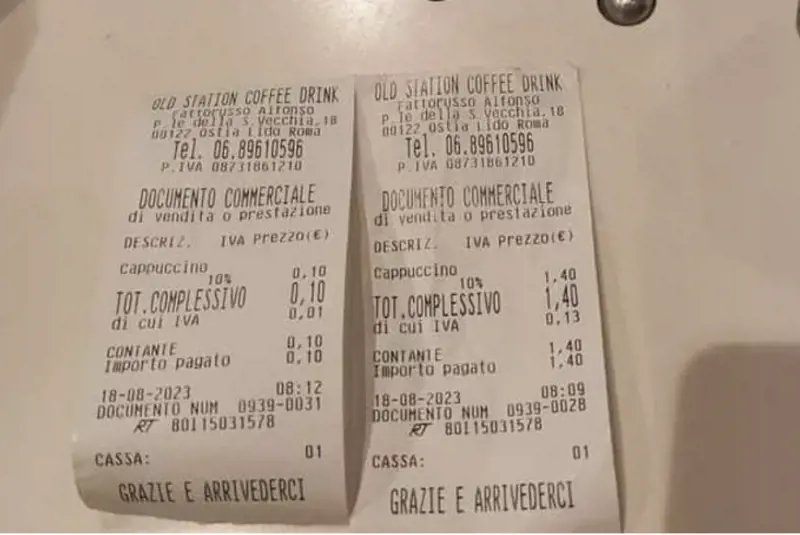 OLD STATION COFFEE DRINK
Fattorusso Alfonso
P.le della S.Vecchia,18
00122 Ostia Lido Roma
Tel. 06.89610596
P.IVA 08731861210
DOCUMENTO COMMERCIALE
di vendita o prestazione
DESCRIZ. IVA Prezzo(€)
Cappuccino 0,10
10%
TOT.COMPLESSIVO 0,10
di cui IVA 0,01
CONTANTE 0,10
Importo pagato 0,10
18-08-2023 08:12
DOCUMENTO NUM 0939-0031
RT 80I15031578
CASSA: 01
GRAZIE E ARRIVEDERCI
OLD STATION COFFEE DRINK
Fattorusso Alfonso
P.le della S.Vecchia,18
00122 Ostia Lido Roma
Tel. 06.89610596
P.IVA 08731861210
DOCUMENTO COMMERCIALE
di vendita o prestazione
DESCRIZ. IVA Prezzo(€)
Cappuccino 1,40
10%
TOT.COMPLESSIVO 1,40
di cui IVA 0,13
CONTANTE 1,40
Importo pagato 1,40
18-08-2023 08:09
DOCUMENTO NUM 0939-0028
RT 80I15031578
CASSA: 01
GRAZIE E ARRIVEDERCI